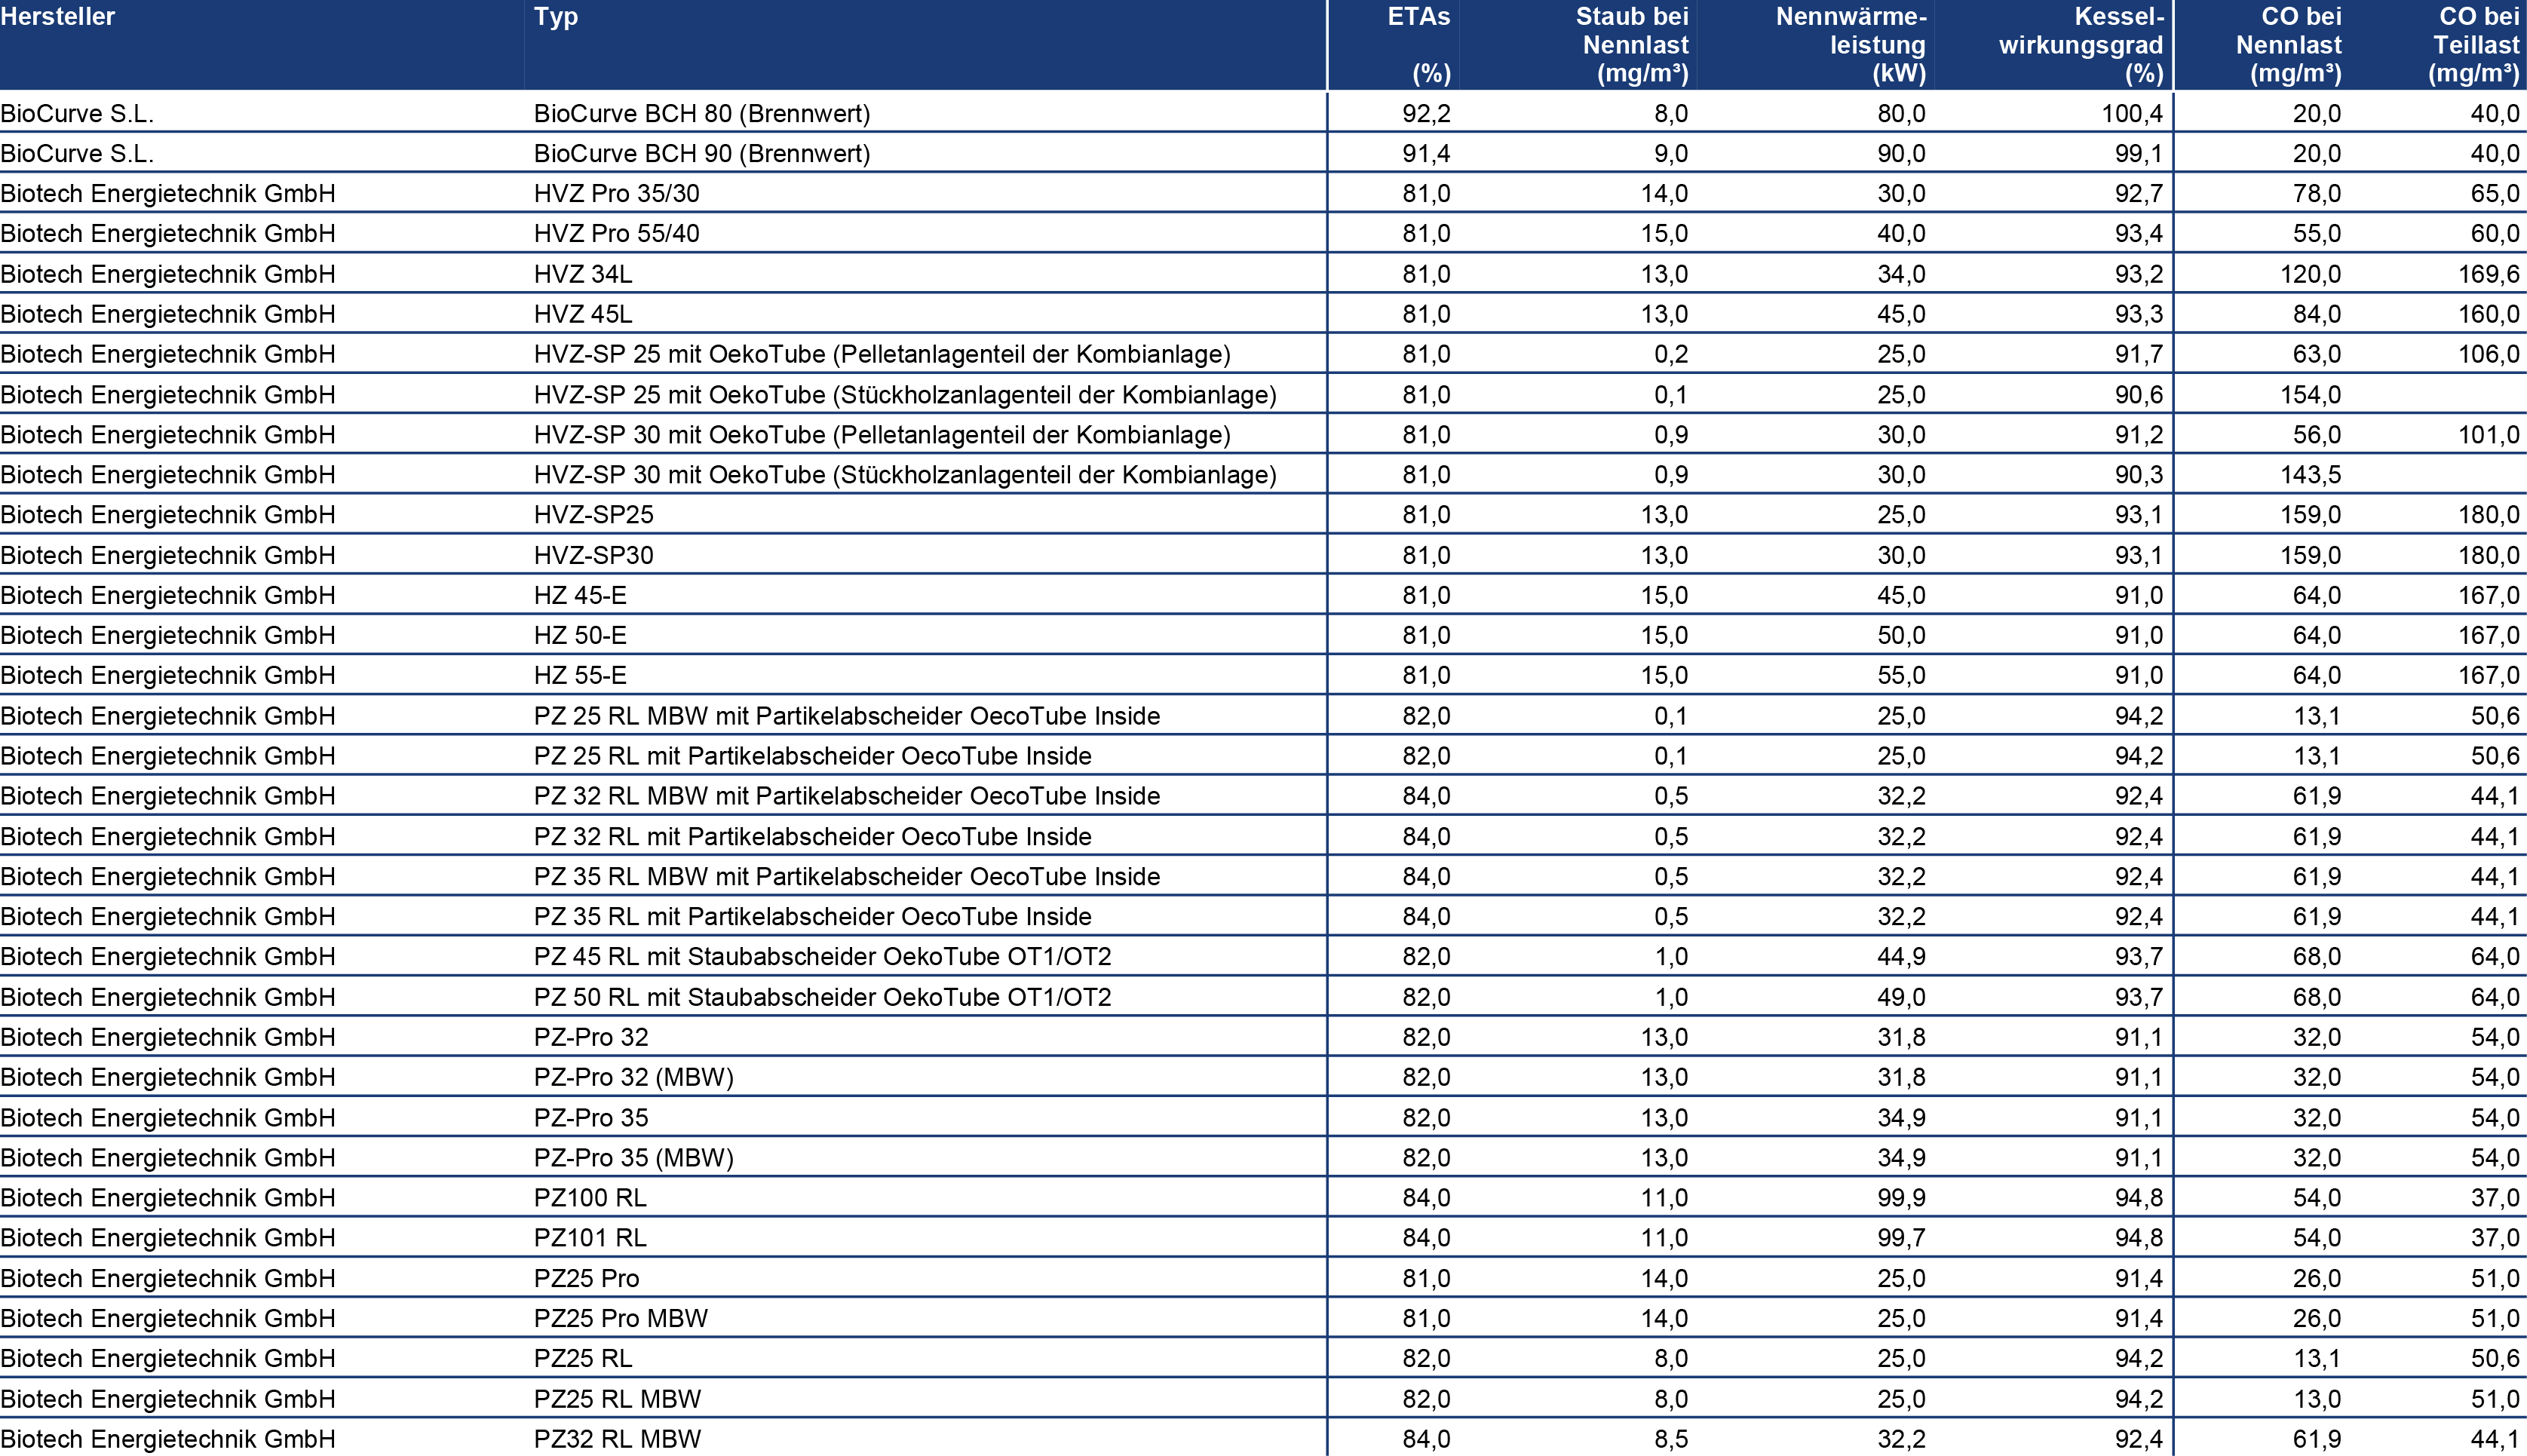 Hersteller Typ ETAs (%) Staub bei Nennlast (mg/m³) Nennwärme-leistung (kW) Kessel-wirkungsgrad (%) CO bei Nennlast (mg/m³) CO bei Teillast (mg/m³)
BioCurve S.L. BioCurve BCH 80 (Brennwert) 92,2 8,0 80,0 100,4 20,0 40,0
BioCurve S.L. BioCurve BCH 90 (Brennwert) 91,4 9,0 90,0 99,1 20,0 40,0
Biotech Energietechnik GmbH HVZ Pro 35/30 81,0 14,0 30,0 92,7 78,0 65,0
Biotech Energietechnik GmbH HVZ Pro 55/40 81,0 15,0 40,0 93,4 55,0 60,0
Biotech Energietechnik GmbH HVZ 34L 81,0 13,0 34,0 93,2 120,0 169,6
Biotech Energietechnik GmbH HVZ 45L 81,0 13,0 45,0 93,3 84,0 160,0
Biotech Energietechnik GmbH HVZ-SP 25 mit OekoTube (Pelletanlagenteil der Kombianlage) 81,0 0,2 25,0 91,7 63,0 106,0
Biotech Energietechnik GmbH HVZ-SP 25 mit OekoTube (Stückholzanlagenteil der Kombianlage) 81,0 0,1 25,0 90,6 154,0
Biotech Energietechnik GmbH HVZ-SP 30 mit OekoTube (Pelletanlagenteil der Kombianlage) 81,0 0,9 30,0 91,2 56,0 101,0
Biotech Energietechnik GmbH HVZ-SP 30 mit OekoTube (Stückholzanlagenteil der Kombianlage) 81,0 0,9 30,0 90,3 143,5
Biotech Energietechnik GmbH HVZ-SP25 81,0 13,0 25,0 93,1 159,0 180,0
Biotech Energietechnik GmbH HVZ-SP30 81,0 13,0 30,0 93,1 159,0 180,0
Biotech Energietechnik GmbH HZ 45-E 81,0 15,0 45,0 91,0 64,0 167,0
Biotech Energietechnik GmbH HZ 50-E 81,0 15,0 50,0 91,0 64,0 167,0
Biotech Energietechnik GmbH HZ 55-E 81,0 15,0 55,0 91,0 64,0 167,0
Biotech Energietechnik GmbH PZ 25 RL MBW mit Partikelabscheider OecoTube Inside 82,0 0,1 25,0 94,2 13,1 50,6
Biotech Energietechnik GmbH PZ 25 RL mit Partikelabscheider OecoTube Inside 82,0 0,1 25,0 94,2 13,1 50,6
Biotech Energietechnik GmbH PZ 32 RL MBW mit Partikelabscheider OecoTube Inside 84,0 0,5 32,2 92,4 61,9 44,1
Biotech Energietechnik GmbH PZ 32 RL mit Partikelabscheider OecoTube Inside 84,0 0,5 32,2 92,4 61,9 44,1
Biotech Energietechnik GmbH PZ 35 RL MBW mit Partikelabscheider OecoTube Inside 84,0 0,5 32,2 92,4 61,9 44,1
Biotech Energietechnik GmbH PZ 35 RL mit Partikelabscheider OecoTube Inside 84,0 0,5 32,2 92,4 61,9 44,1
Biotech Energietechnik GmbH PZ 45 RL mit Staubabscheider OekoTube OT1/OT2 82,0 1,0 44,9 93,7 68,0 64,0
Biotech Energietechnik GmbH PZ 50 RL mit Staubabscheider OekoTube OT1/OT2 82,0 1,0 49,0 93,7 68,0 64,0
Biotech Energietechnik GmbH PZ-Pro 32 82,0 13,0 31,8 91,1 32,0 54,0
Biotech Energietechnik GmbH PZ-Pro 32 (MBW) 82,0 13,0 31,8 91,1 32,0 54,0
Biotech Energietechnik GmbH PZ-Pro 35 82,0 13,0 34,9 91,1 32,0 54,0
Biotech Energietechnik GmbH PZ-Pro 35 (MBW) 82,0 13,0 34,9 91,1 32,0 54,0
Biotech Energietechnik GmbH PZ100 RL 84,0 11,0 99,9 94,8 54,0 37,0
Biotech Energietechnik GmbH PZ101 RL 84,0 11,0 99,7 94,8 54,0 37,0
Biotech Energietechnik GmbH PZ25 Pro 81,0 14,0 25,0 91,4 26,0 51,0
Biotech Energietechnik GmbH PZ25 Pro MBW 81,0 14,0 25,0 91,4 26,0 51,0
Biotech Energietechnik GmbH PZ25 RL 82,0 8,0 25,0 94,2 13,1 50,6
Biotech Energietechnik GmbH PZ25 RL MBW 82,0 8,0 25,0 94,2 13,0 51,0
Biotech Energietechnik GmbH PZ32 RL MBW 84,0 8,5 32,2 92,4 61,9 44,1